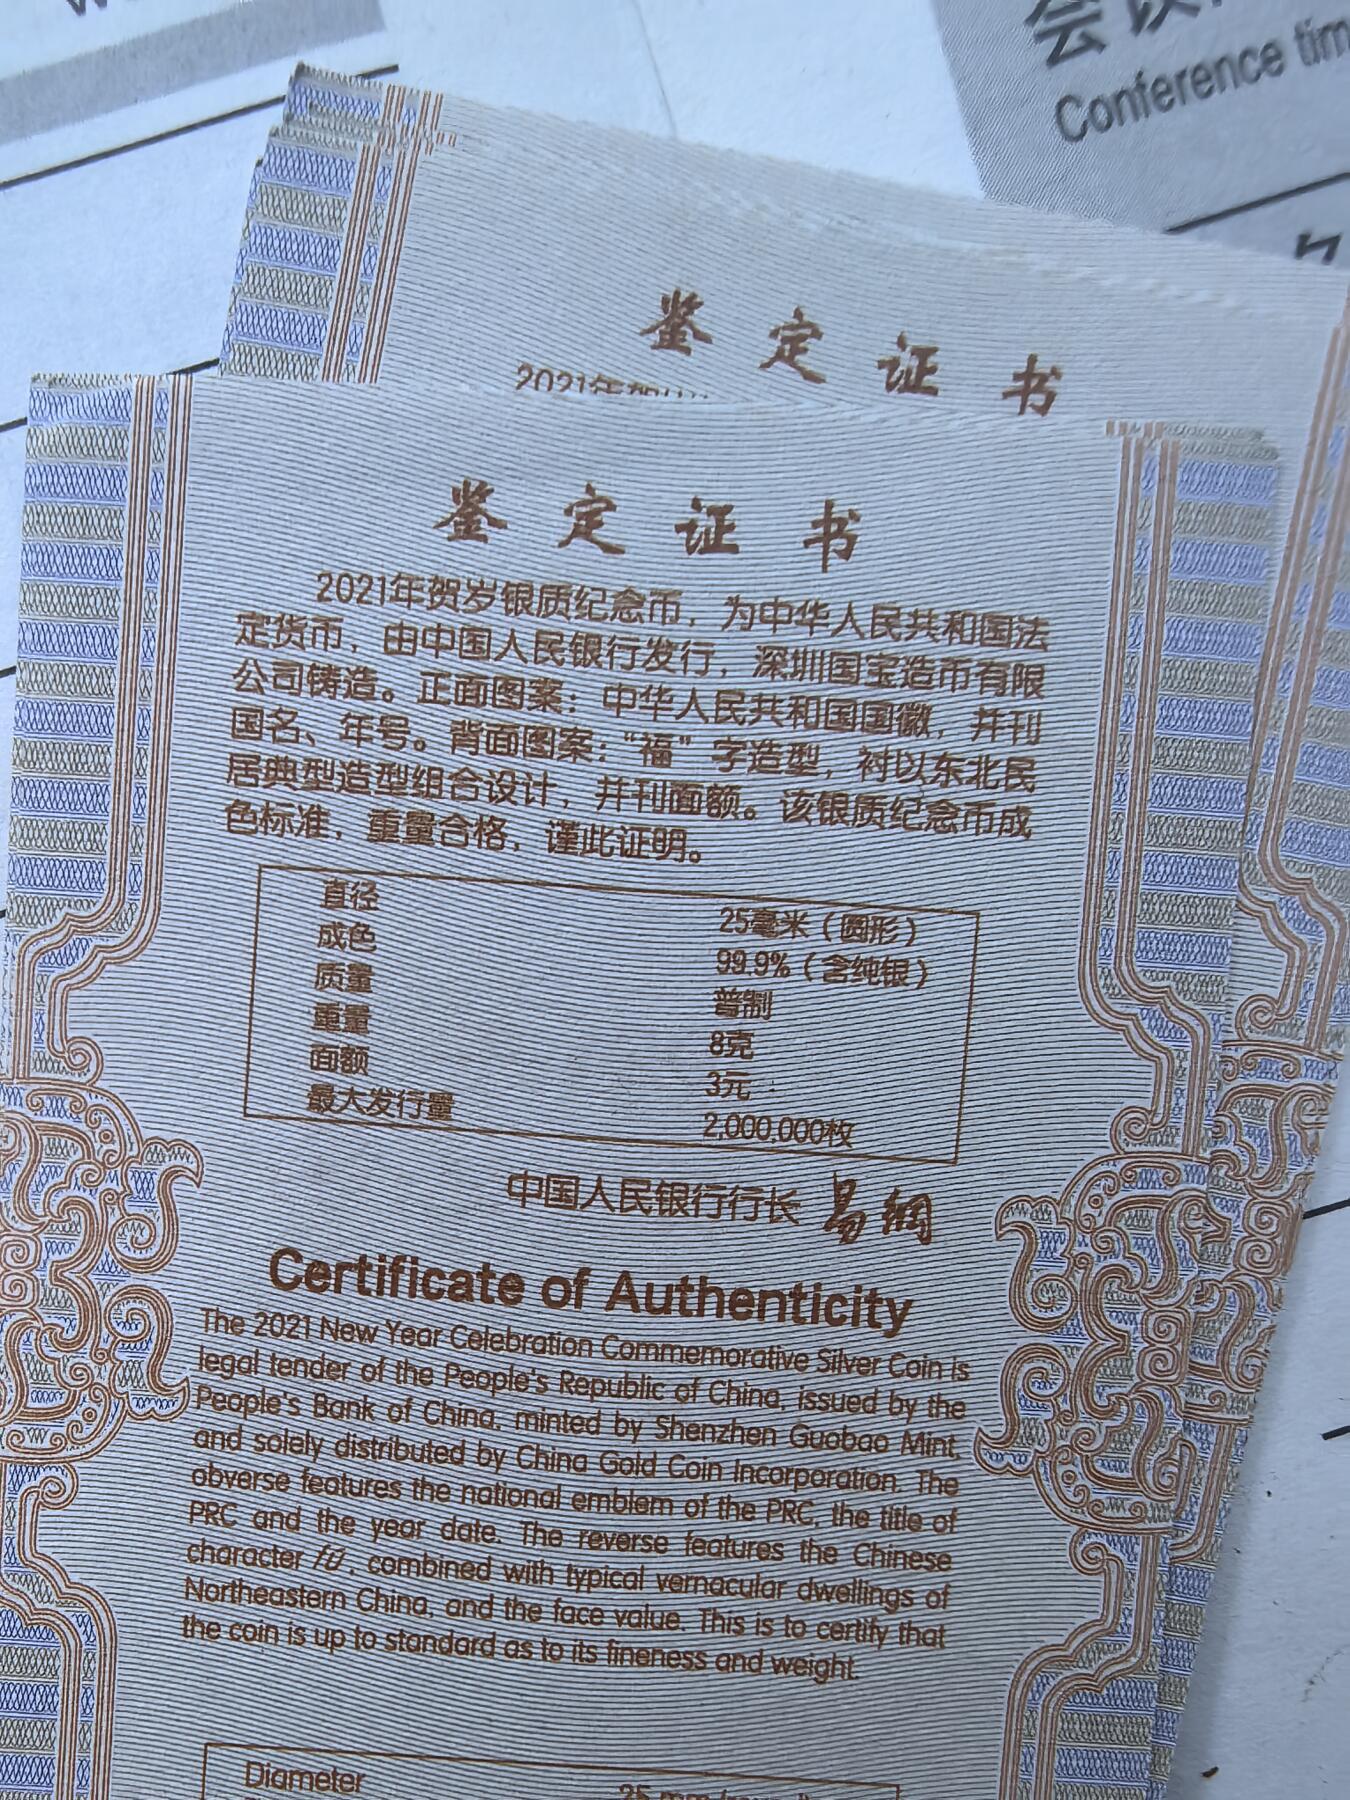 会议
Conference tim
鉴定证书
2021年贺
鉴定证书
2021年贺岁银质纪念币，为中华人民共和国法
定货币，由中国人民银行发行，深圳国宝造币有限
公司铸造。正面图案：中华人民共和国国徽，并刊
国名、年号。背面图案：“福”字造型，衬以东北民
居典型造型组合设计，并刊面额。该银质纪念币成
色标准，重量合格，谨此证明。
直径 25毫米（圆形）
成色 99.9%（含纯银）
质量 普制
重量 8克
面额 3元
最大发行量 2,000,000枚
中国人民银行行长 易纲
Certificate of Authenticity
The 2021 New Year Celebration Commemorative Silver Coin is
legal tender of the People's Republic of China, issued by the
People's Bank of China, minted by Shenzhen Guobao Mint,
and solely distributed by China Gold Coin Incorporation. The
obverse features the national emblem of the PRC, the title of
PRC and the year date. The reverse features the Chinese
character fú, combined with typical vernacular dwellings of
Northeastern China, and the face value. This is to certify that
the coin is up to standard as to its fineness and weight.
Diameter 25 mm